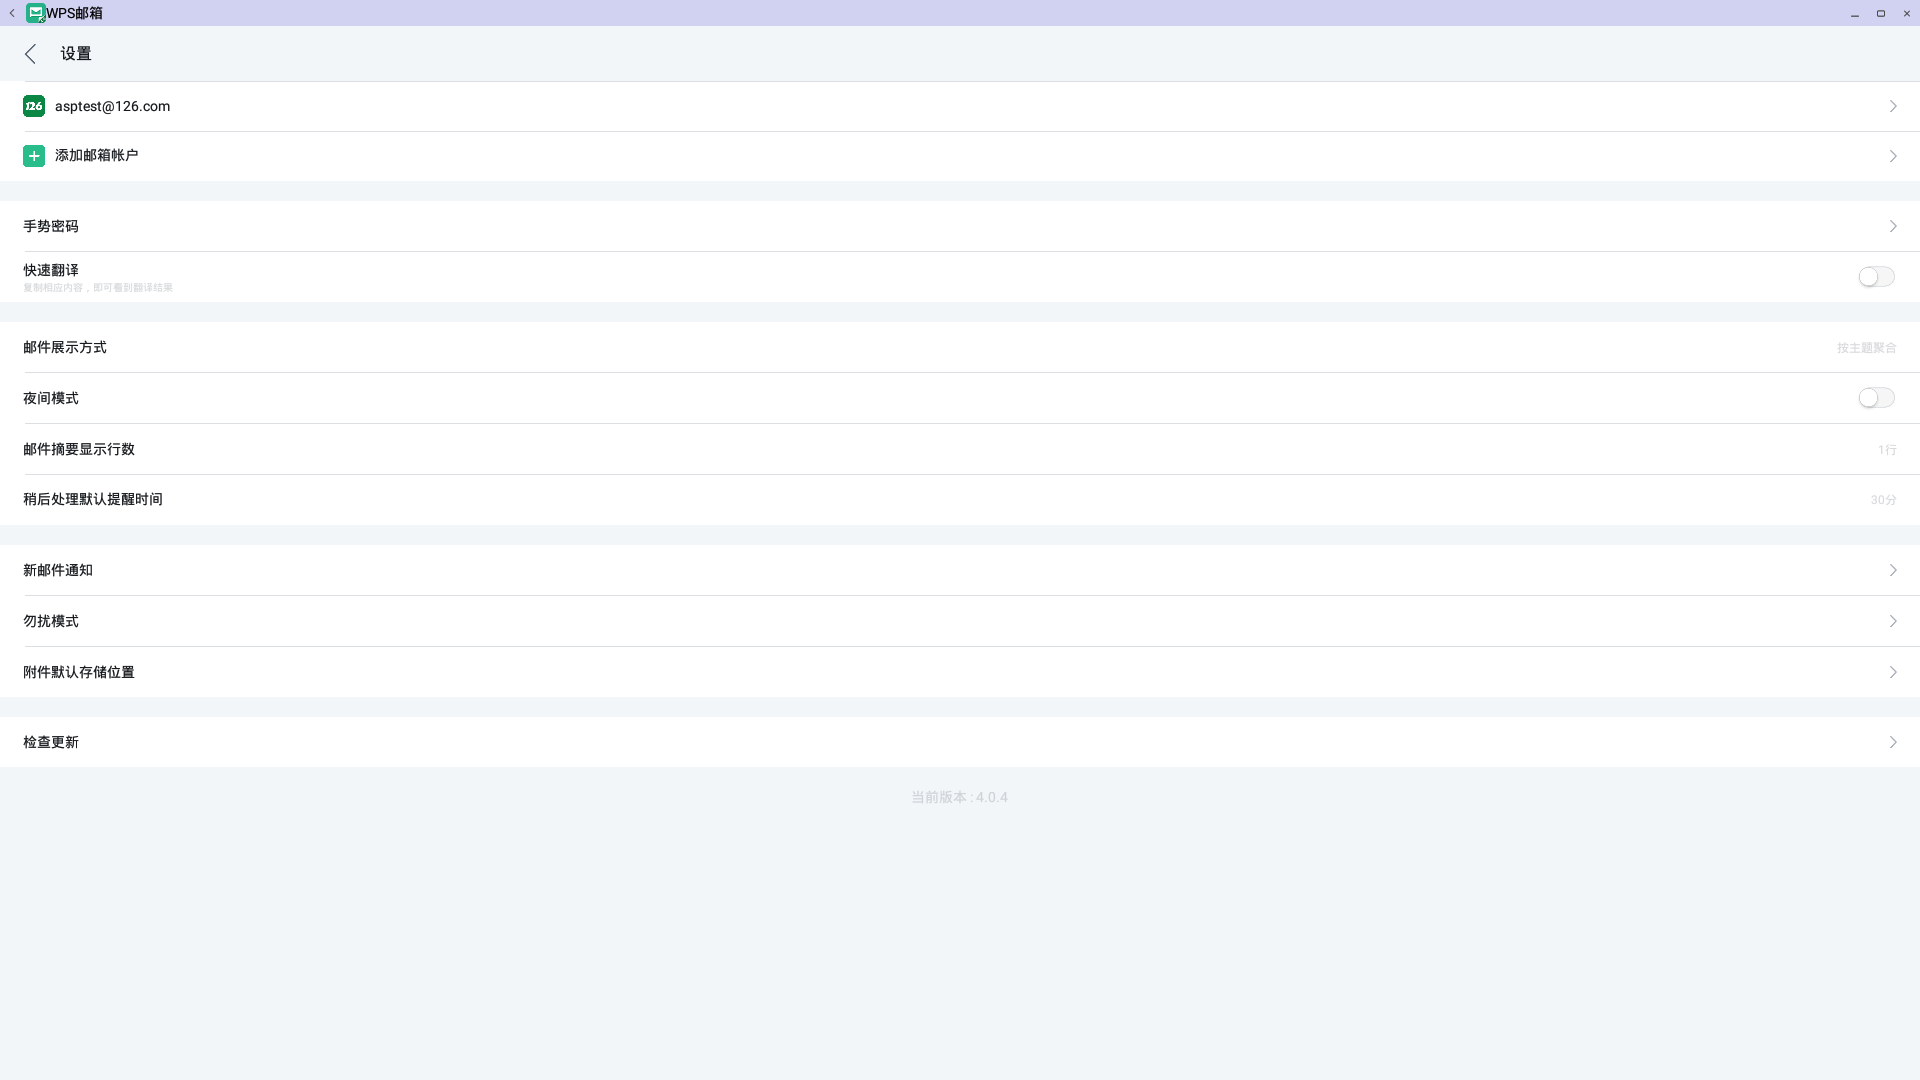 WPS邮箱
设置
126 asptest@126.com
添加邮箱帐户
手势密码
快速翻译
复制相应内容，即可看到翻译结果
邮件展示方式 按主题聚合
夜间模式
邮件摘要显示行数 1行
稍后处理默认提醒时间 30分
新邮件通知
勿扰模式
附件默认存储位置
检查更新
当前版本 : 4.0.4